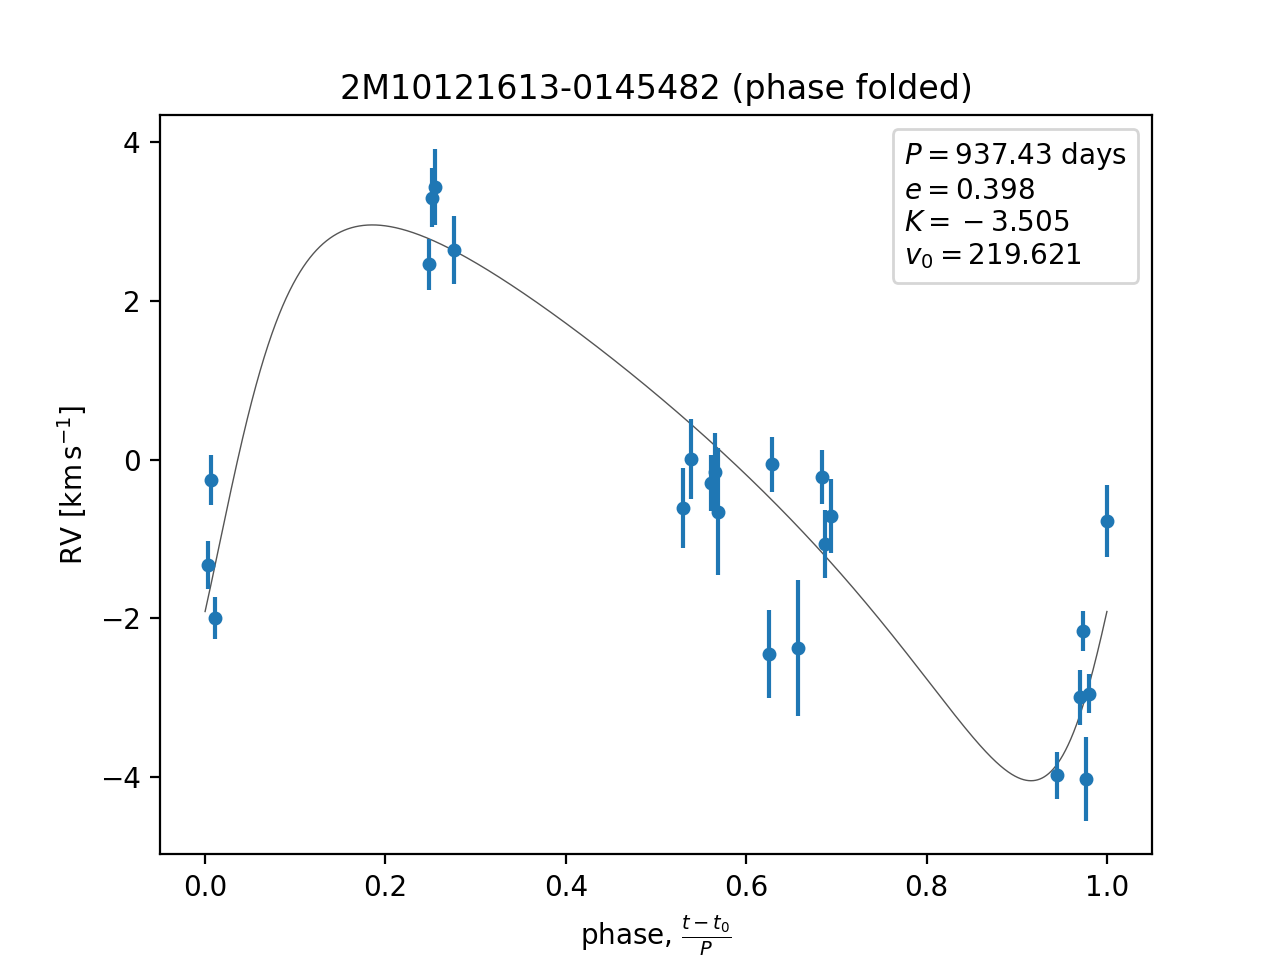 2M10121613-0145482 (phase folded)
P = 937.43 days
e = 0.398
K = − 3.505
v₀ = 219.621
RV [km s⁻¹]
4
2
0
−2
−4
0.0 0.2 0.4 0.6 0.8 1.0
phase, (t − t₀)/P